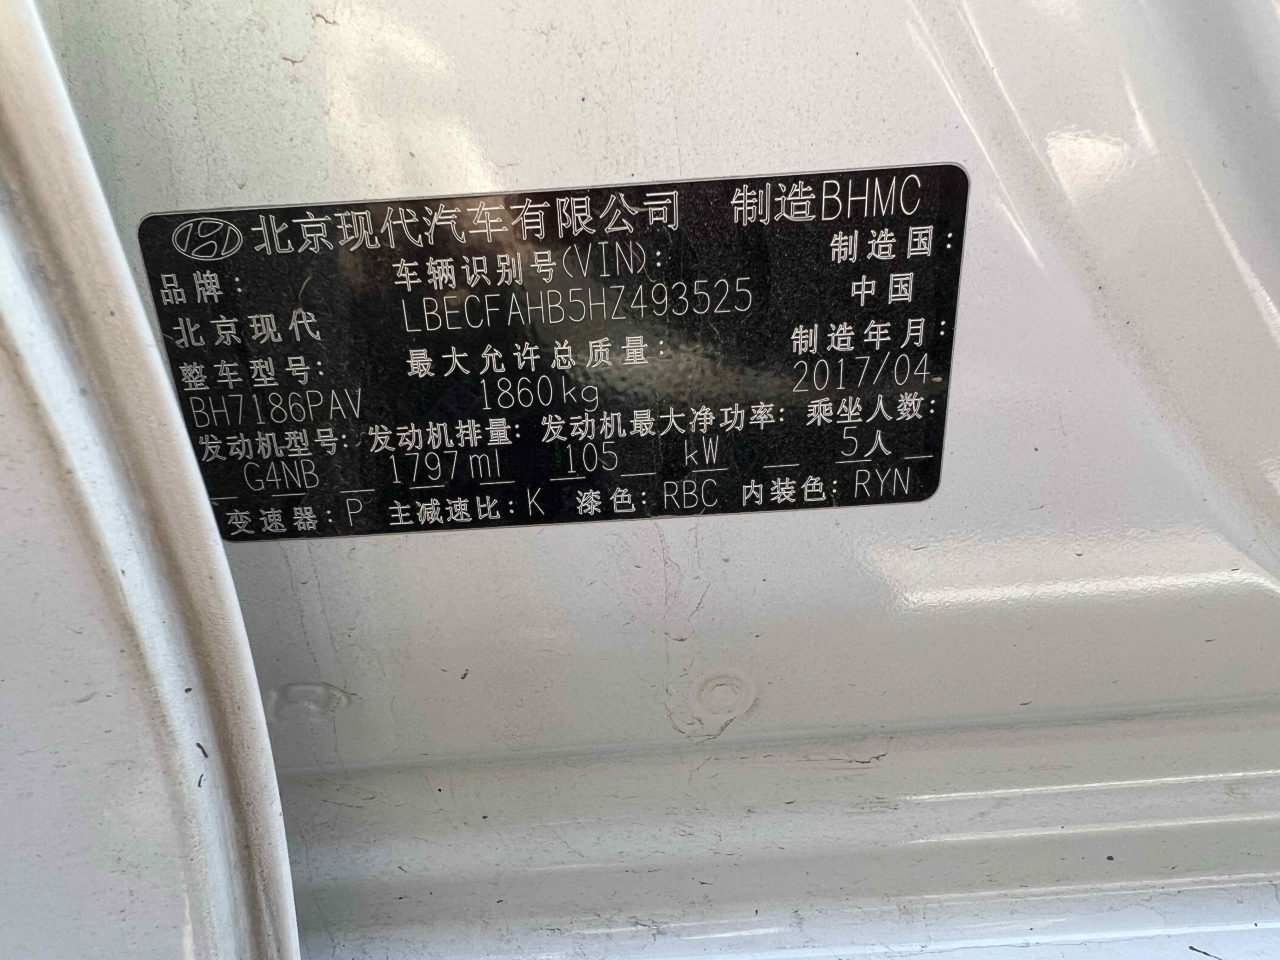 北京现代汽车有限公司 制造BHMC
品牌: 车辆识别号(VIN): 制造国:
北京现代 LBECFAHB5HZ493525 中国
整车型号: 最大允许总质量: 制造年月:
BH7186PAV 1860kg 2017/04
发动机型号: 发动机排量: 发动机最大净功率: 乘坐人数:
G4NB 1797ml 105 kW 5人
变速器: P 主减速比: K 漆色: RBC 内装色: RYN